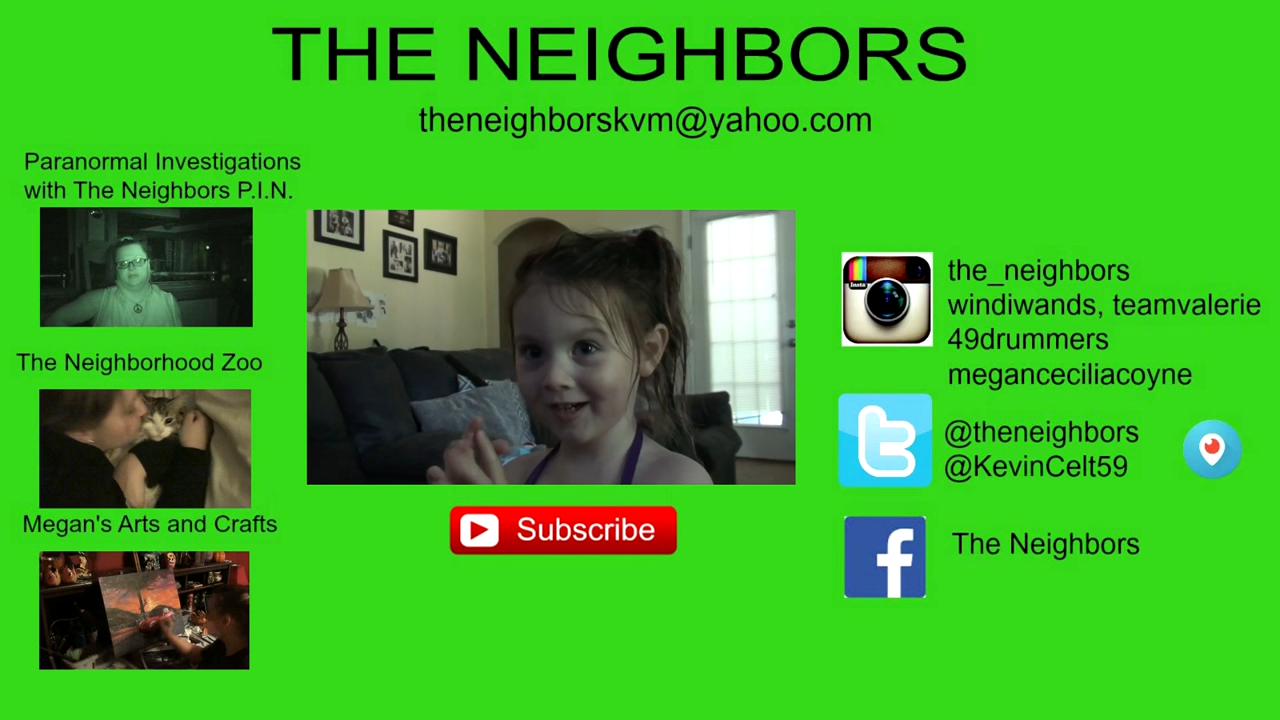 THE NEIGHBORS
theneighborskvm@yahoo.com
Paranormal Investigations
with The Neighbors P.I.N.
The Neighborhood Zoo
Megan's Arts and Crafts
Subscribe
Insta
the_neighbors
windiwands, teamvalerie
49drummers
meganceciliacoyne
@theneighbors
@KevinCelt59
The Neighbors